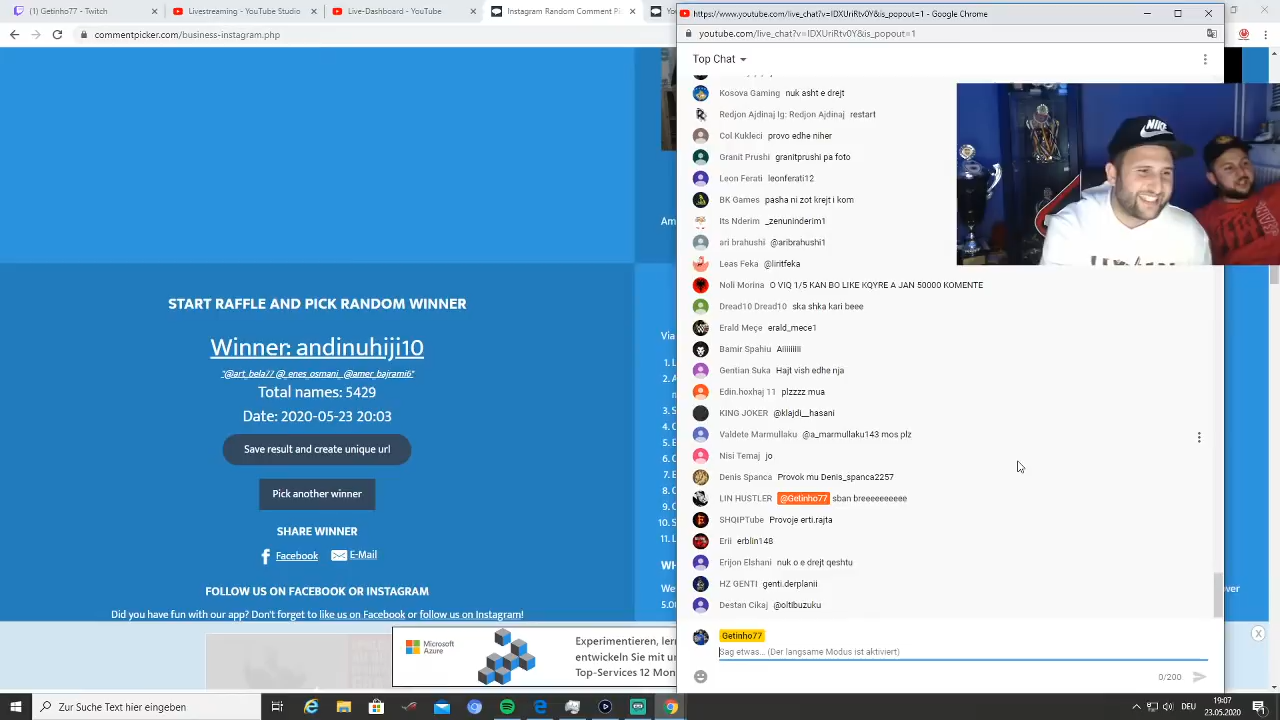 (1) Getinho77 - Twitch
Livestreaming - YouTube
Live-Dashboard - YouTube
Instagram Random Comment Pi
https://www.youtube.com/live_chat?v=IDXUriRtv0Y&is_popout=1 - Google Chrome
commentpicker.com/business-instagram.php
youtube.com/live_chat?v=IDXUriRtv0Y&is_popout=1
Top Chat
Kosova Gaming nuk asht e drejt
Redjon Ajdinaj Ig: Redjon Ajdinaj restart
Col Kukleci provo edhe niher
Granit Prushi granitprushi pa foto
Leon Ferati leonferati12
BK Games pasha ni zot krejt i kom
Its Nderim _zenuninderim1
ari brahushi @aribrahushi1
Leas Feka @liritfeka
Noli Morina O VIQ 1/5 KAN BO LIKE KQYRE A JAN 50000 KOMENTE
Dread10 Dread10 ska shka kari beee
Erald Meçe erald_mece1
Bamir Spahiu Aiiiiiiiii
Gentian Suka Hajt vish edhe nja
Edin.hoxhaj 11 plzzzz mua
KING JOKER @klajdi__hasani
Valdete Marmullaku @a_marmullaku143 mos plz
Nisi Temaj jo
Denis Spanca Provok mu Denis_spanca2257
LIN HUSTLER @Getinho77 sban breeeeeeeeee
SHQIPTube Provoje erti.rajta
Erii erblin148
Erijon Elshani nuk o e drejt qeshtu
HZ GENTI genti.derplanii
Destan Cikaj @oltibuzuku
Getinho77
Sag etwas... (Der langsame Modus ist aktiviert)
0/200
START RAFFLE AND PICK RANDOM WINNER
Winner: andinuhiji10
"@art_bela77 @_enes_osmani_ @amer_bajrami6"
Total names: 5429
Date: 2020-05-23 20:03
Save result and create unique url
Pick another winner
SHARE WINNER
Facebook E-Mail
FOLLOW US ON FACEBOOK OR INSTAGRAM
Did you have fun with our app? Don't forget to like us on Facebook or follow us on Instagram!
Via
We
5.00
over
Microsoft
Azure
Experimentieren, ler
entwickeln Sie mit u
Top-Services 12 Mon
NIKE
Zur Suche Text hier eingeben
DEU
19:07
23.05.2020